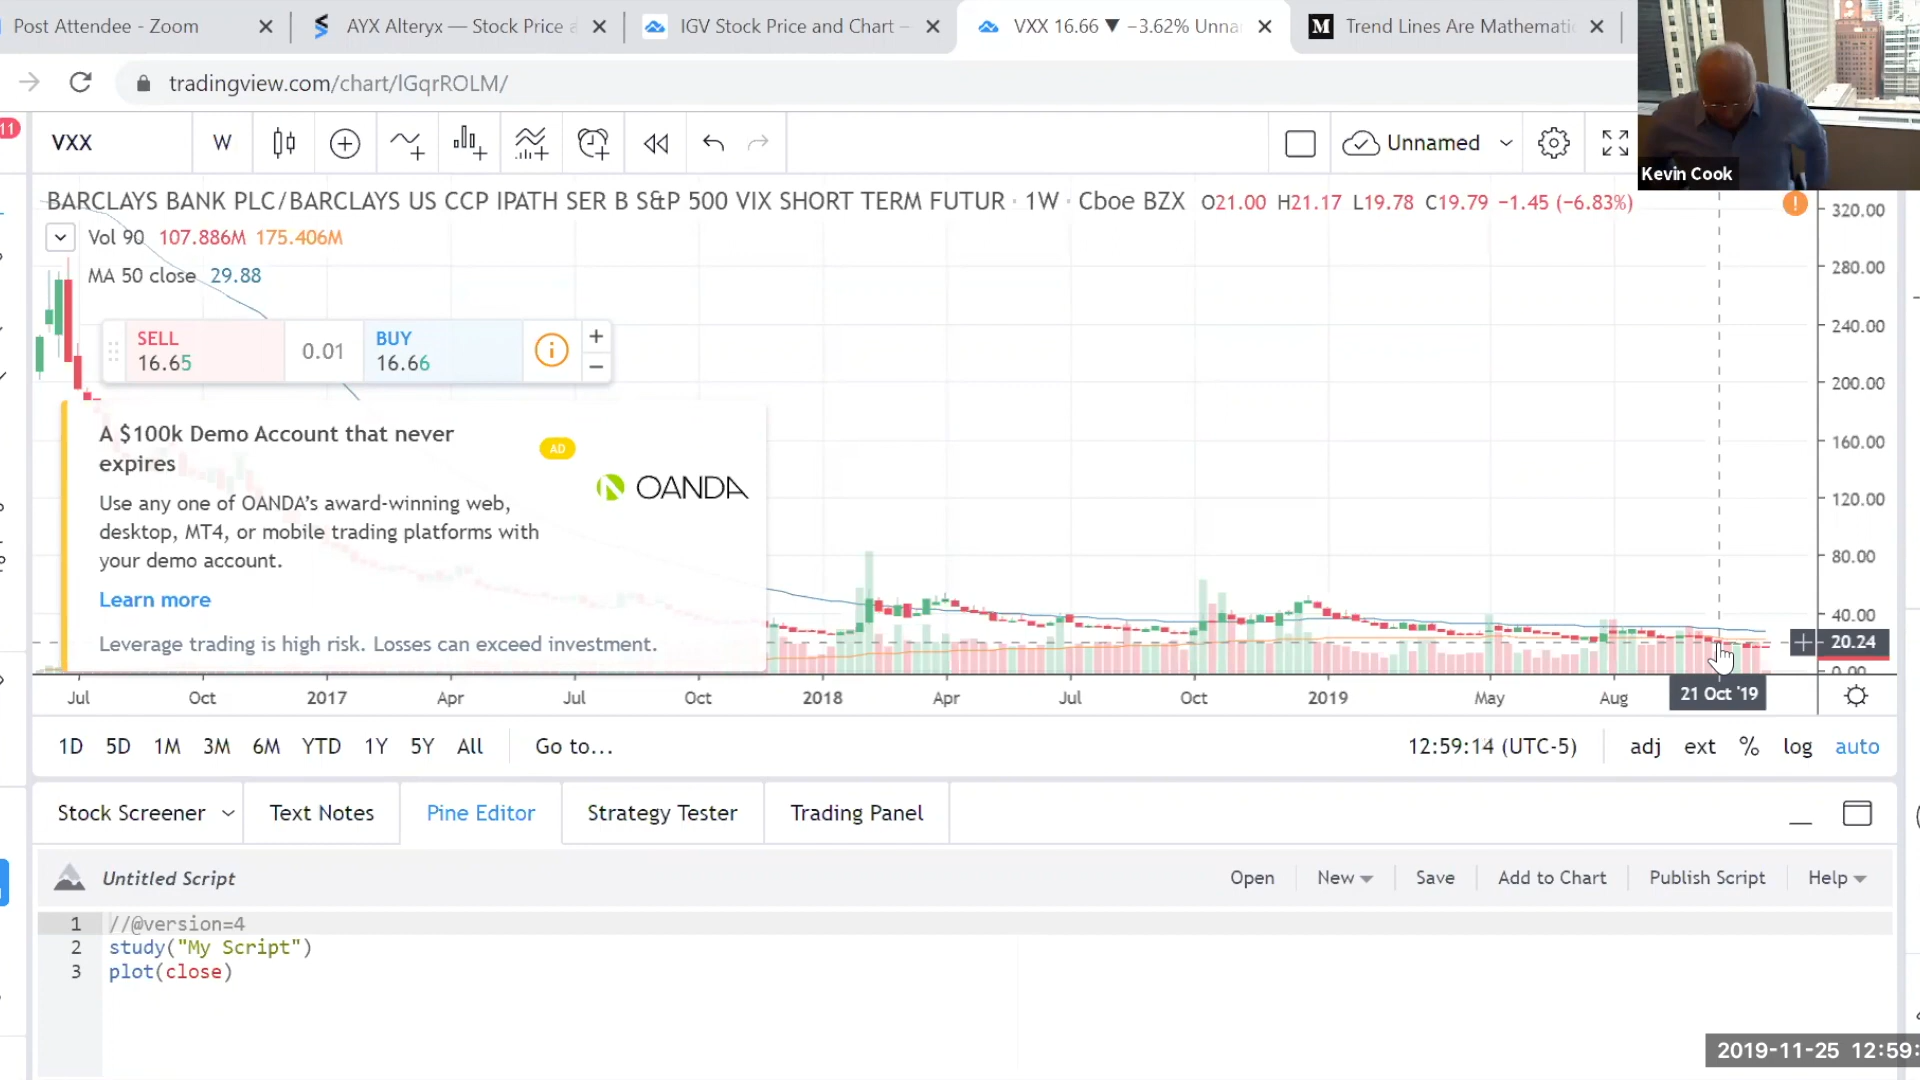 Post Attendee - Zoom
AYX Alteryx — Stock Price a
IGV Stock Price and Chart –
VXX 16.66 ▼ −3.62% Unna
M
Trend Lines Are Mathemati
tradingview.com/chart/lGqrROLM/
11
VXX
W
Unnamed
Kevin Cook
BARCLAYS BANK PLC/BARCLAYS US CCP IPATH SER B S&P 500 VIX SHORT TERM FUTUR · 1W · Cboe BZX O21.00 H21.17 L19.78 C19.79 −1.45 (−6.83%)
Vol 90 107.886M 175.406M
MA 50 close 29.88
SELL
16.65
0.01
BUY
16.66
A $100k Demo Account that never
expires
AD
OANDA
Use any one of OANDA's award-winning web,
desktop, MT4, or mobile trading platforms with
your demo account.
Learn more
Leverage trading is high risk. Losses can exceed investment.
320.00
280.00
240.00
200.00
160.00
120.00
80.00
40.00
20.24
0.00
Jul
Oct
2017
Apr
Jul
Oct
2018
Apr
Jul
Oct
2019
May
Aug
21 Oct '19
1D 5D 1M 3M 6M YTD 1Y 5Y All Go to...
12:59:14 (UTC-5) adj ext % log auto
Stock Screener Text Notes Pine Editor Strategy Tester Trading Panel
Untitled Script
Open New Save Add to Chart Publish Script Help
1 //@version=4
2 study("My Script")
3 plot(close)
2019-11-25 12:59: